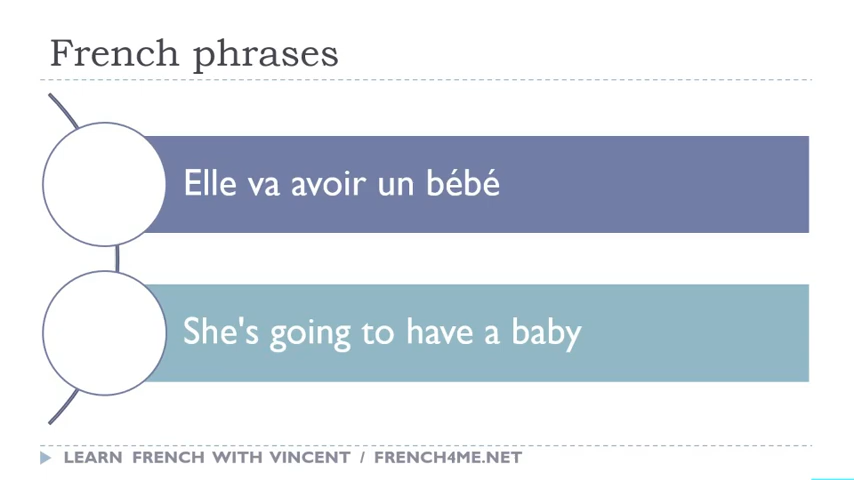 French phrases
Elle va avoir un bébé
She's going to have a baby
LEARN FRENCH WITH VINCENT / FRENCH4ME.NET